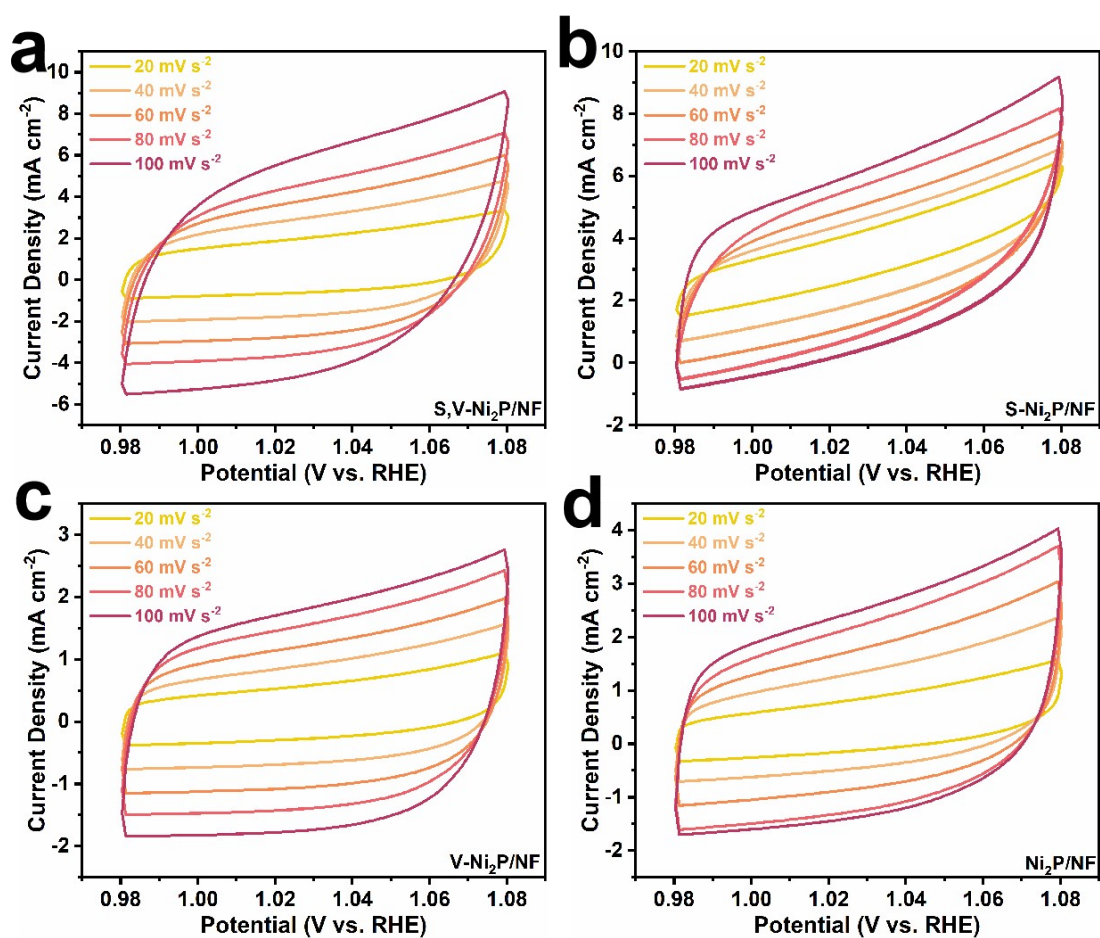 a
10
8
6
4
2
0
-2
-4
-6
20 mV s⁻²
40 mV s⁻²
60 mV s⁻²
80 mV s⁻²
100 mV s⁻²
S,V-Ni₂P/NF
0.98 1.00 1.02 1.04 1.06 1.08
Potential (V vs. RHE)
Current Density (mA cm⁻²)
b
10
8
6
4
2
0
-2
20 mV s⁻²
40 mV s⁻²
60 mV s⁻²
80 mV s⁻²
100 mV s⁻²
S-Ni₂P/NF
0.98 1.00 1.02 1.04 1.06 1.08
Potential (V vs. RHE)
Current Density (mA cm⁻²)
c
3
2
1
0
-1
-2
20 mV s⁻²
40 mV s⁻²
60 mV s⁻²
80 mV s⁻²
100 mV s⁻²
V-Ni₂P/NF
0.98 1.00 1.02 1.04 1.06 1.08
Potential (V vs. RHE)
Current Density (mA cm⁻²)
d
4
3
2
1
0
-1
-2
20 mV s⁻²
40 mV s⁻²
60 mV s⁻²
80 mV s⁻²
100 mV s⁻²
Ni₂P/NF
0.98 1.00 1.02 1.04 1.06 1.08
Potential (V vs. RHE)
Current Density (mA cm⁻²)